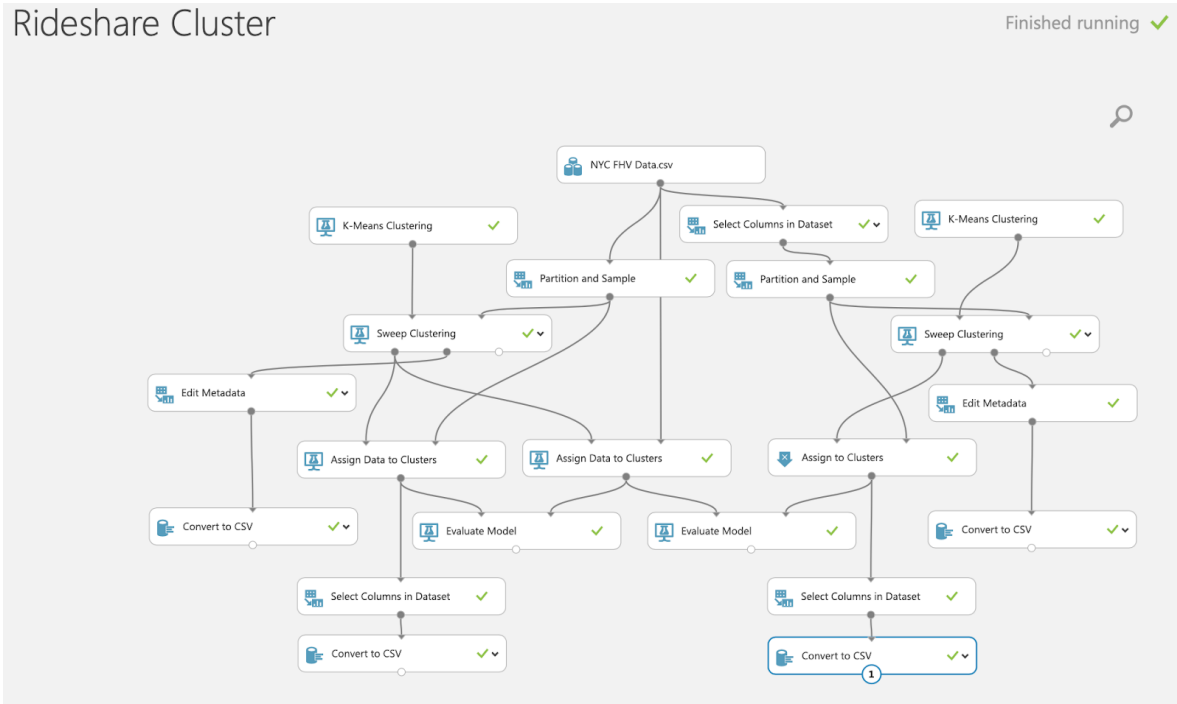 Rideshare Cluster
Finished running
NYC FHV Data.csv
K-Means Clustering
Select Columns in Dataset
K-Means Clustering
Partition and Sample
Partition and Sample
Sweep Clustering
Sweep Clustering
Edit Metadata
Edit Metadata
Assign Data to Clusters
Assign Data to Clusters
Assign to Clusters
Convert to CSV
Evaluate Model
Evaluate Model
Convert to CSV
Select Columns in Dataset
Select Columns in Dataset
Convert to CSV
Convert to CSV
1